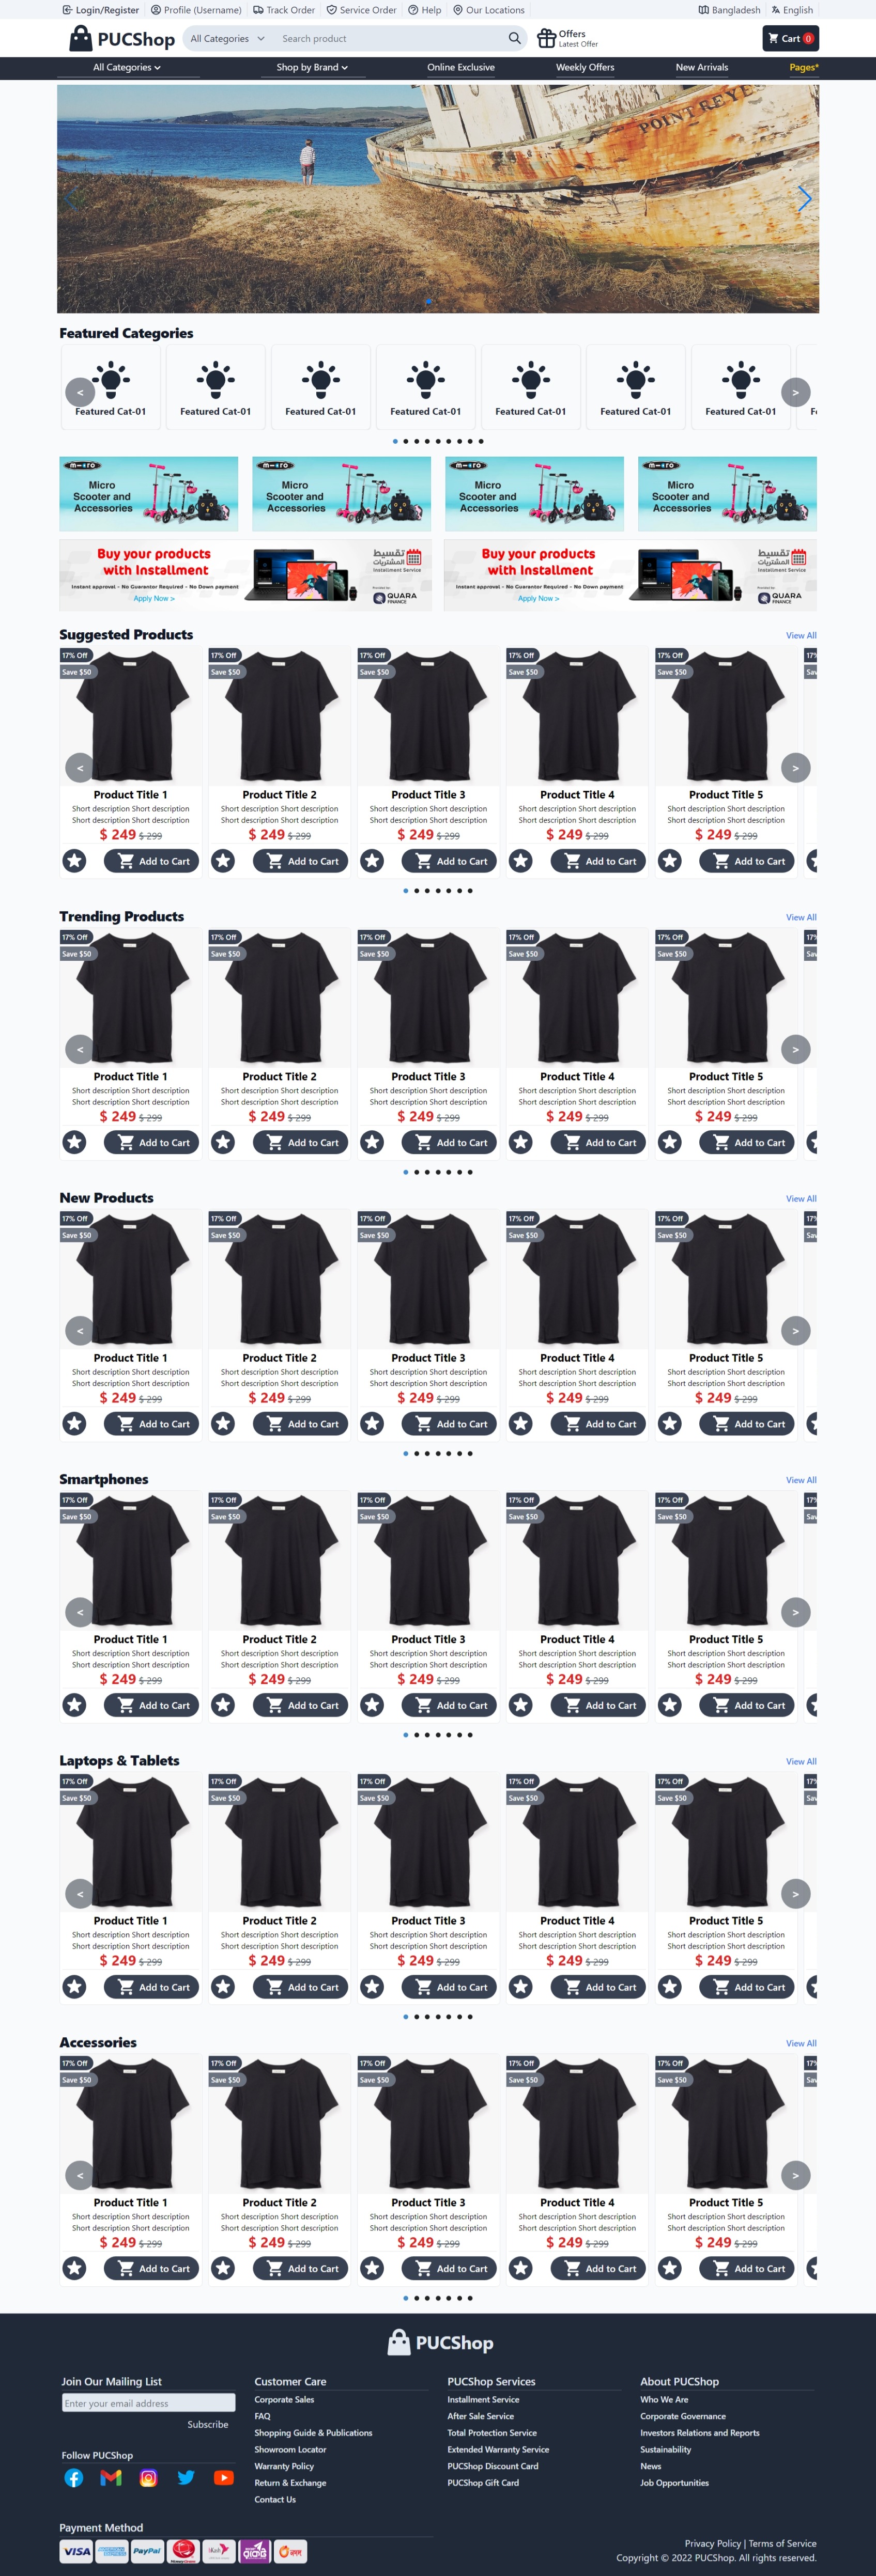 Login/Register Profile (Username) Track Order Service Order Help Our Locations Bangladesh English
PUCShop All Categories Search product Offers Cart 0
Latest Offer
All Categories Shop by Brand Online Exclusive Weekly Offers New Arrivals Pages*
POINT REYE
Featured Categories
< >
Featured Cat-01 Featured Cat-01 Featured Cat-01 Featured Cat-01 Featured Cat-01 Featured Cat-01 Featured Cat-01 F
micro micro micro micro
Micro Micro Micro Micro
Scooter and Scooter and Scooter and Scooter and
Accessories Accessories Accessories Accessories
Buy your products تقسيط Buy your products تقسيط
with Installment المشتريات with Installment المشتريات
Installment Service Installment Service
Instant approval - No Guarantor Required - No Down payment Instant approval - No Guarantor Required - No Down payment
Apply Now > QUARA Apply Now > QUARA
FINANCE FINANCE
Suggested Products View All
17% Off 17% Off 17% Off 17% Off 17% Off 17%
Save $50 Save $50 Save $50 Save $50 Save $50 Sav
< >
Product Title 1 Product Title 2 Product Title 3 Product Title 4 Product Title 5
Short description Short description Short description Short description Short description Short description Short description Short description Short description Short description
Short description Short description Short description Short description Short description Short description Short description Short description Short description Short description
$ 249 $ 299 $ 249 $ 299 $ 249 $ 299 $ 249 $ 299 $ 249 $ 299
Add to Cart Add to Cart Add to Cart Add to Cart Add to Cart
Trending Products View All
17% Off 17% Off 17% Off 17% Off 17% Off 17%
Save $50 Save $50 Save $50 Save $50 Save $50 Sav
< >
Product Title 1 Product Title 2 Product Title 3 Product Title 4 Product Title 5
Short description Short description Short description Short description Short description Short description Short description Short description Short description Short description
Short description Short description Short description Short description Short description Short description Short description Short description Short description Short description
$ 249 $ 299 $ 249 $ 299 $ 249 $ 299 $ 249 $ 299 $ 249 $ 299
Add to Cart Add to Cart Add to Cart Add to Cart Add to Cart
New Products View All
17% Off 17% Off 17% Off 17% Off 17% Off 17%
Save $50 Save $50 Save $50 Save $50 Save $50 Sav
< >
Product Title 1 Product Title 2 Product Title 3 Product Title 4 Product Title 5
Short description Short description Short description Short description Short description Short description Short description Short description Short description Short description
Short description Short description Short description Short description Short description Short description Short description Short description Short description Short description
$ 249 $ 299 $ 249 $ 299 $ 249 $ 299 $ 249 $ 299 $ 249 $ 299
Add to Cart Add to Cart Add to Cart Add to Cart Add to Cart
Smartphones View All
17% Off 17% Off 17% Off 17% Off 17% Off 17%
Save $50 Save $50 Save $50 Save $50 Save $50 Sav
< >
Product Title 1 Product Title 2 Product Title 3 Product Title 4 Product Title 5
Short description Short description Short description Short description Short description Short description Short description Short description Short description Short description
Short description Short description Short description Short description Short description Short description Short description Short description Short description Short description
$ 249 $ 299 $ 249 $ 299 $ 249 $ 299 $ 249 $ 299 $ 249 $ 299
Add to Cart Add to Cart Add to Cart Add to Cart Add to Cart
Laptops & Tablets View All
17% Off 17% Off 17% Off 17% Off 17% Off 17%
Save $50 Save $50 Save $50 Save $50 Save $50 Sav
< >
Product Title 1 Product Title 2 Product Title 3 Product Title 4 Product Title 5
Short description Short description Short description Short description Short description Short description Short description Short description Short description Short description
Short description Short description Short description Short description Short description Short description Short description Short description Short description Short description
$ 249 $ 299 $ 249 $ 299 $ 249 $ 299 $ 249 $ 299 $ 249 $ 299
Add to Cart Add to Cart Add to Cart Add to Cart Add to Cart
Accessories View All
17% Off 17% Off 17% Off 17% Off 17% Off 17%
Save $50 Save $50 Save $50 Save $50 Save $50 Sav
< >
Product Title 1 Product Title 2 Product Title 3 Product Title 4 Product Title 5
Short description Short description Short description Short description Short description Short description Short description Short description Short description Short description
Short description Short description Short description Short description Short description Short description Short description Short description Short description Short description
$ 249 $ 299 $ 249 $ 299 $ 249 $ 299 $ 249 $ 299 $ 249 $ 299
Add to Cart Add to Cart Add to Cart Add to Cart Add to Cart
PUCShop
Join Our Mailing List
Enter your email address
Subscribe
Follow PUCShop
Customer Care
Corporate Sales
FAQ
Shopping Guide & Publications
Showroom Locator
Warranty Policy
Return & Exchange
Contact Us
PUCShop Services
Installment Service
After Sale Service
Total Protection Service
Extended Warranty Service
PUCShop Discount Card
PUCShop Gift Card
About PUCShop
Who We Are
Corporate Governance
Investors Relations and Reports
Sustainability
News
Job Opportunities
Payment Method
VISA PayPal
Privacy Policy | Terms of Service
Copyright © 2022 PUCShop. All rights reserved.